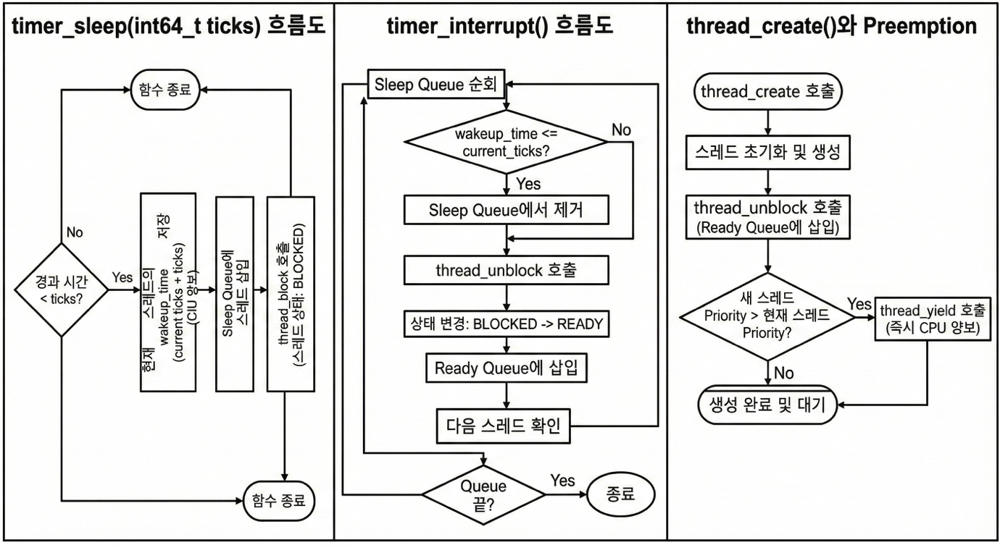 timer_sleep(int64_t ticks) 흐름도
함수 종료
No
경과 시간
< ticks?
Yes
현재 스레드의 저장
wakeup_time
(current ticks + ticks)
(CIU 양보)
Sleep Queue에
스레드 삽입
thread_block 호출
(스레드 상태: BLOCKED)
함수 종료
timer_interrupt() 흐름도
Sleep Queue 순회
wakeup_time <=
current_ticks?
No
Yes
Sleep Queue에서 제거
thread_unblock 호출
상태 변경: BLOCKED -> READY
Ready Queue에 삽입
다음 스레드 확인
Queue
끝?
Yes
종료
thread_create()와 Preemption
thread_create 호출
스레드 초기화 및 생성
thread_unblock 호출
(Ready Queue에 삽입)
새 스레드
Priority > 현재 스레드
Priority?
Yes
thread_yield 호출
(즉시 CPU 양보)
No
생성 완료 및 대기